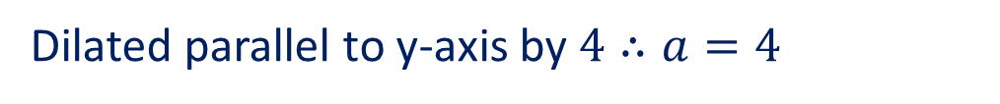 Dilated parallel to y-axis by 4 ∴ 𝑎 = 4